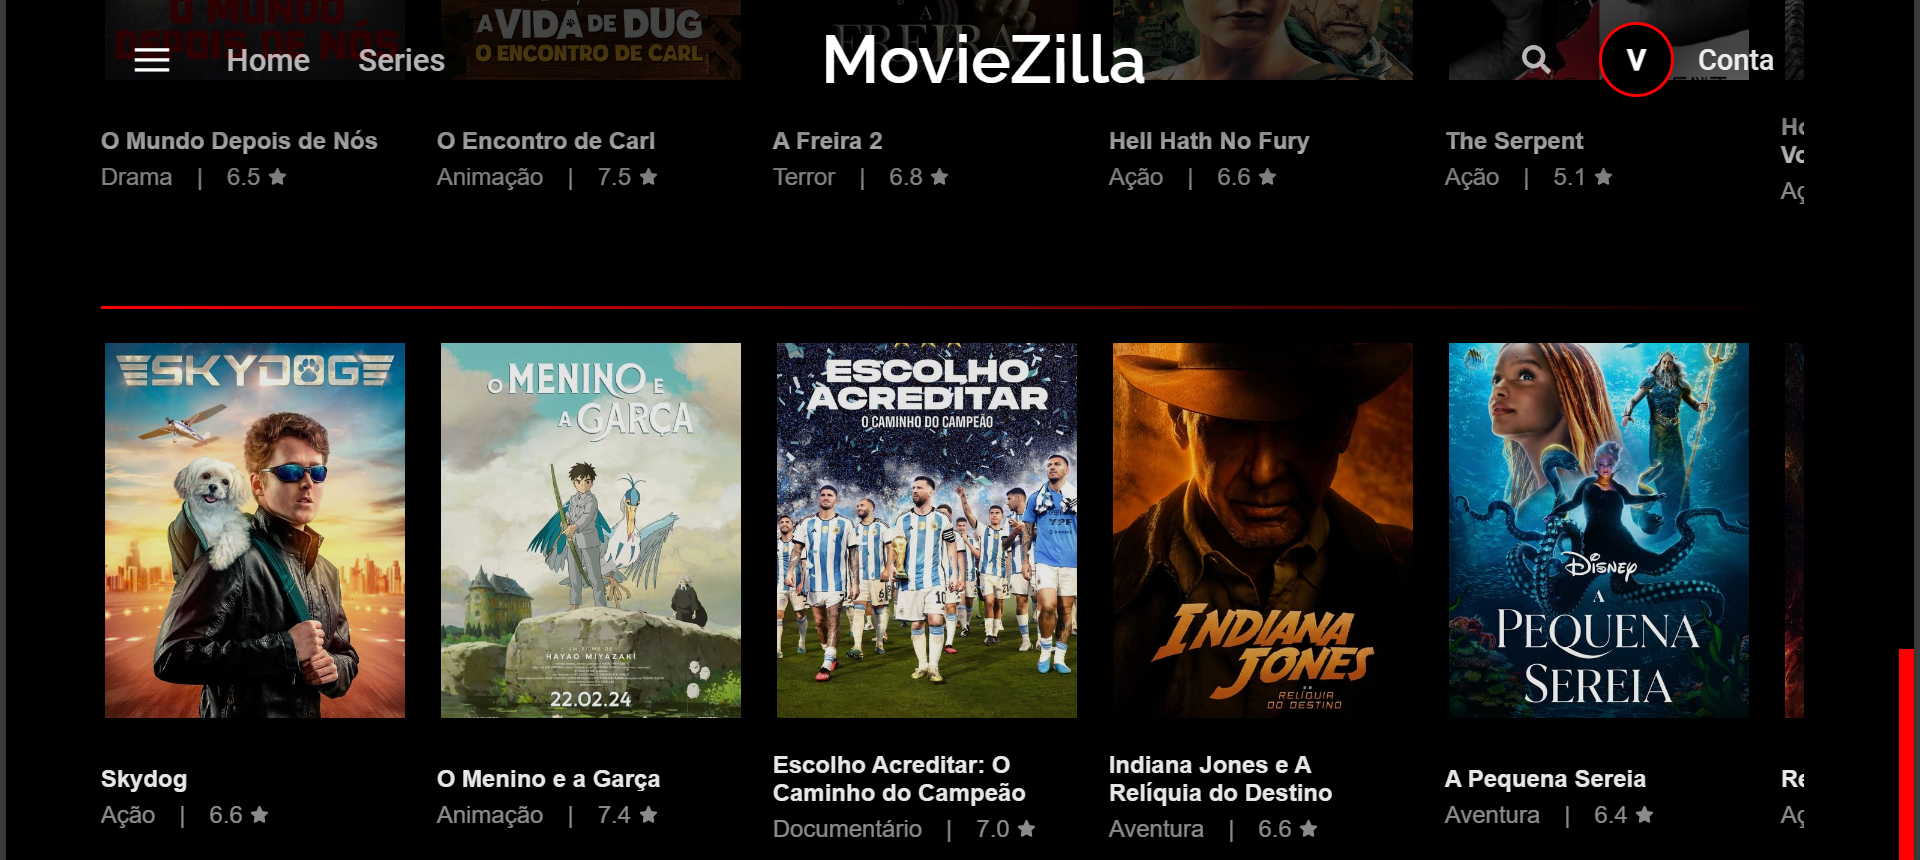 O MUNDO
DEPOIS DE NÓS
A VIDA DE DUG
O ENCONTRO DE CARL
A
FREIRA
Home
Series
MovieZilla
V
Conta
O Mundo Depois de Nós
Drama | 6.5
O Encontro de Carl
Animação | 7.5
A Freira 2
Terror | 6.8
Hell Hath No Fury
Ação | 6.6
The Serpent
Ação | 5.1
SKYDOG
O MENINO E
A GARÇA
UM FILME DE
HAYAO MIYAZAKI
22.02.24
ESCOLHO
ACREDITAR
O CAMINHO DO CAMPEÃO
10
INDIANA
JONES
E A
RELÍQUIA
DO DESTINO
Disney
A
PEQUENA
SEREIA
Skydog
Ação | 6.6
O Menino e a Garça
Animação | 7.4
Escolho Acreditar: O
Caminho do Campeão
Documentário | 7.0
Indiana Jones e A
Relíquia do Destino
Aventura | 6.6
A Pequena Sereia
Aventura | 6.4